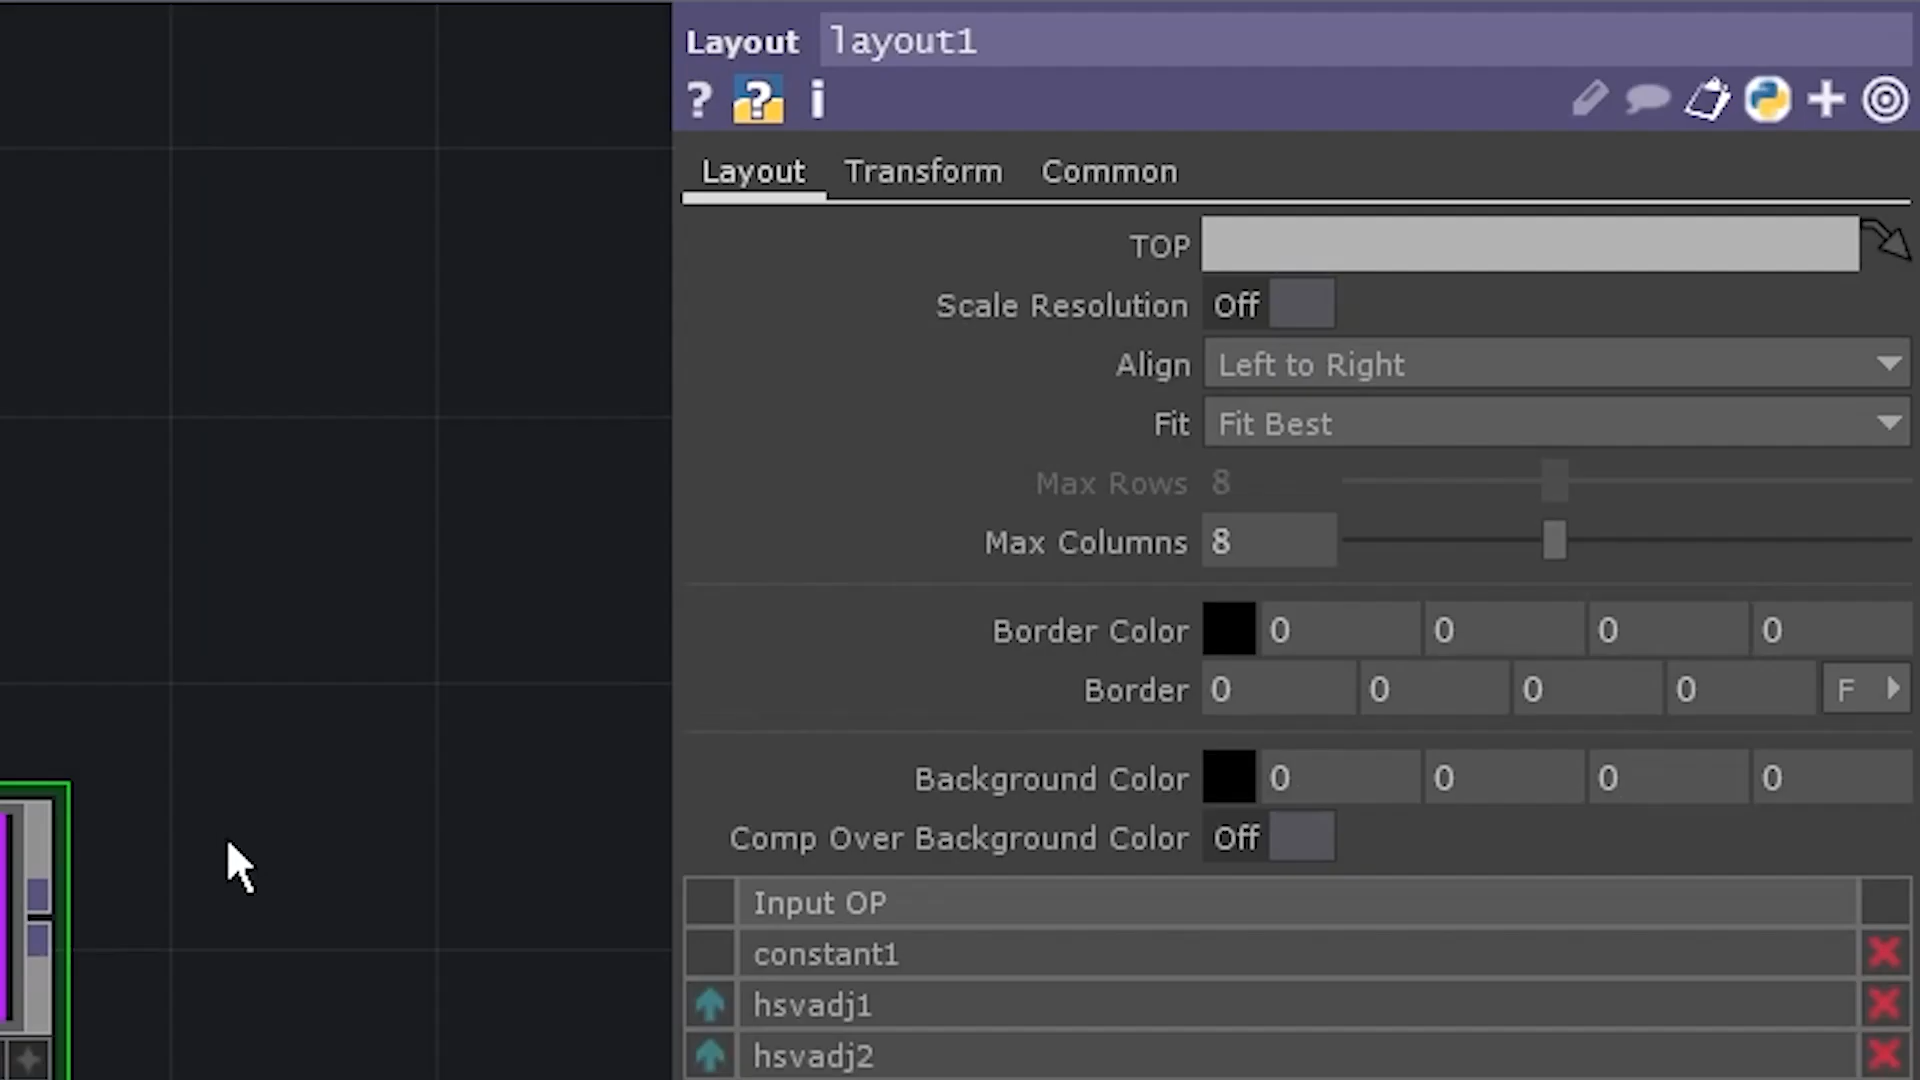 Layout layout1
? ? i
Layout Transform Common
TOP
Scale Resolution Off
Align Left to Right
Fit Fit Best
Max Rows 8
Max Columns 8
Border Color 0 0 0 0
Border 0 0 0 0 F
Background Color 0 0 0 0
Comp Over Background Color Off
Input OP
constant1
hsvadj1
hsvadj2